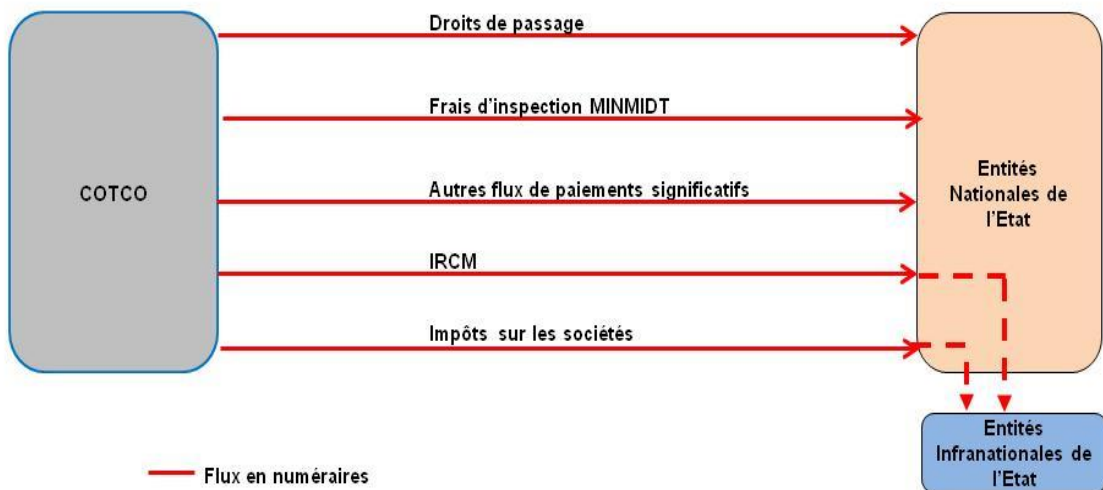 Droits de passage
Frais d'inspection MINMIDT
COTCO
Autres flux de paiements significatifs
Entités
Nationales de
l'Etat
IRCM
Impôts sur les sociétés
Entités
Infranationales de
l'Etat
Flux en numéraires